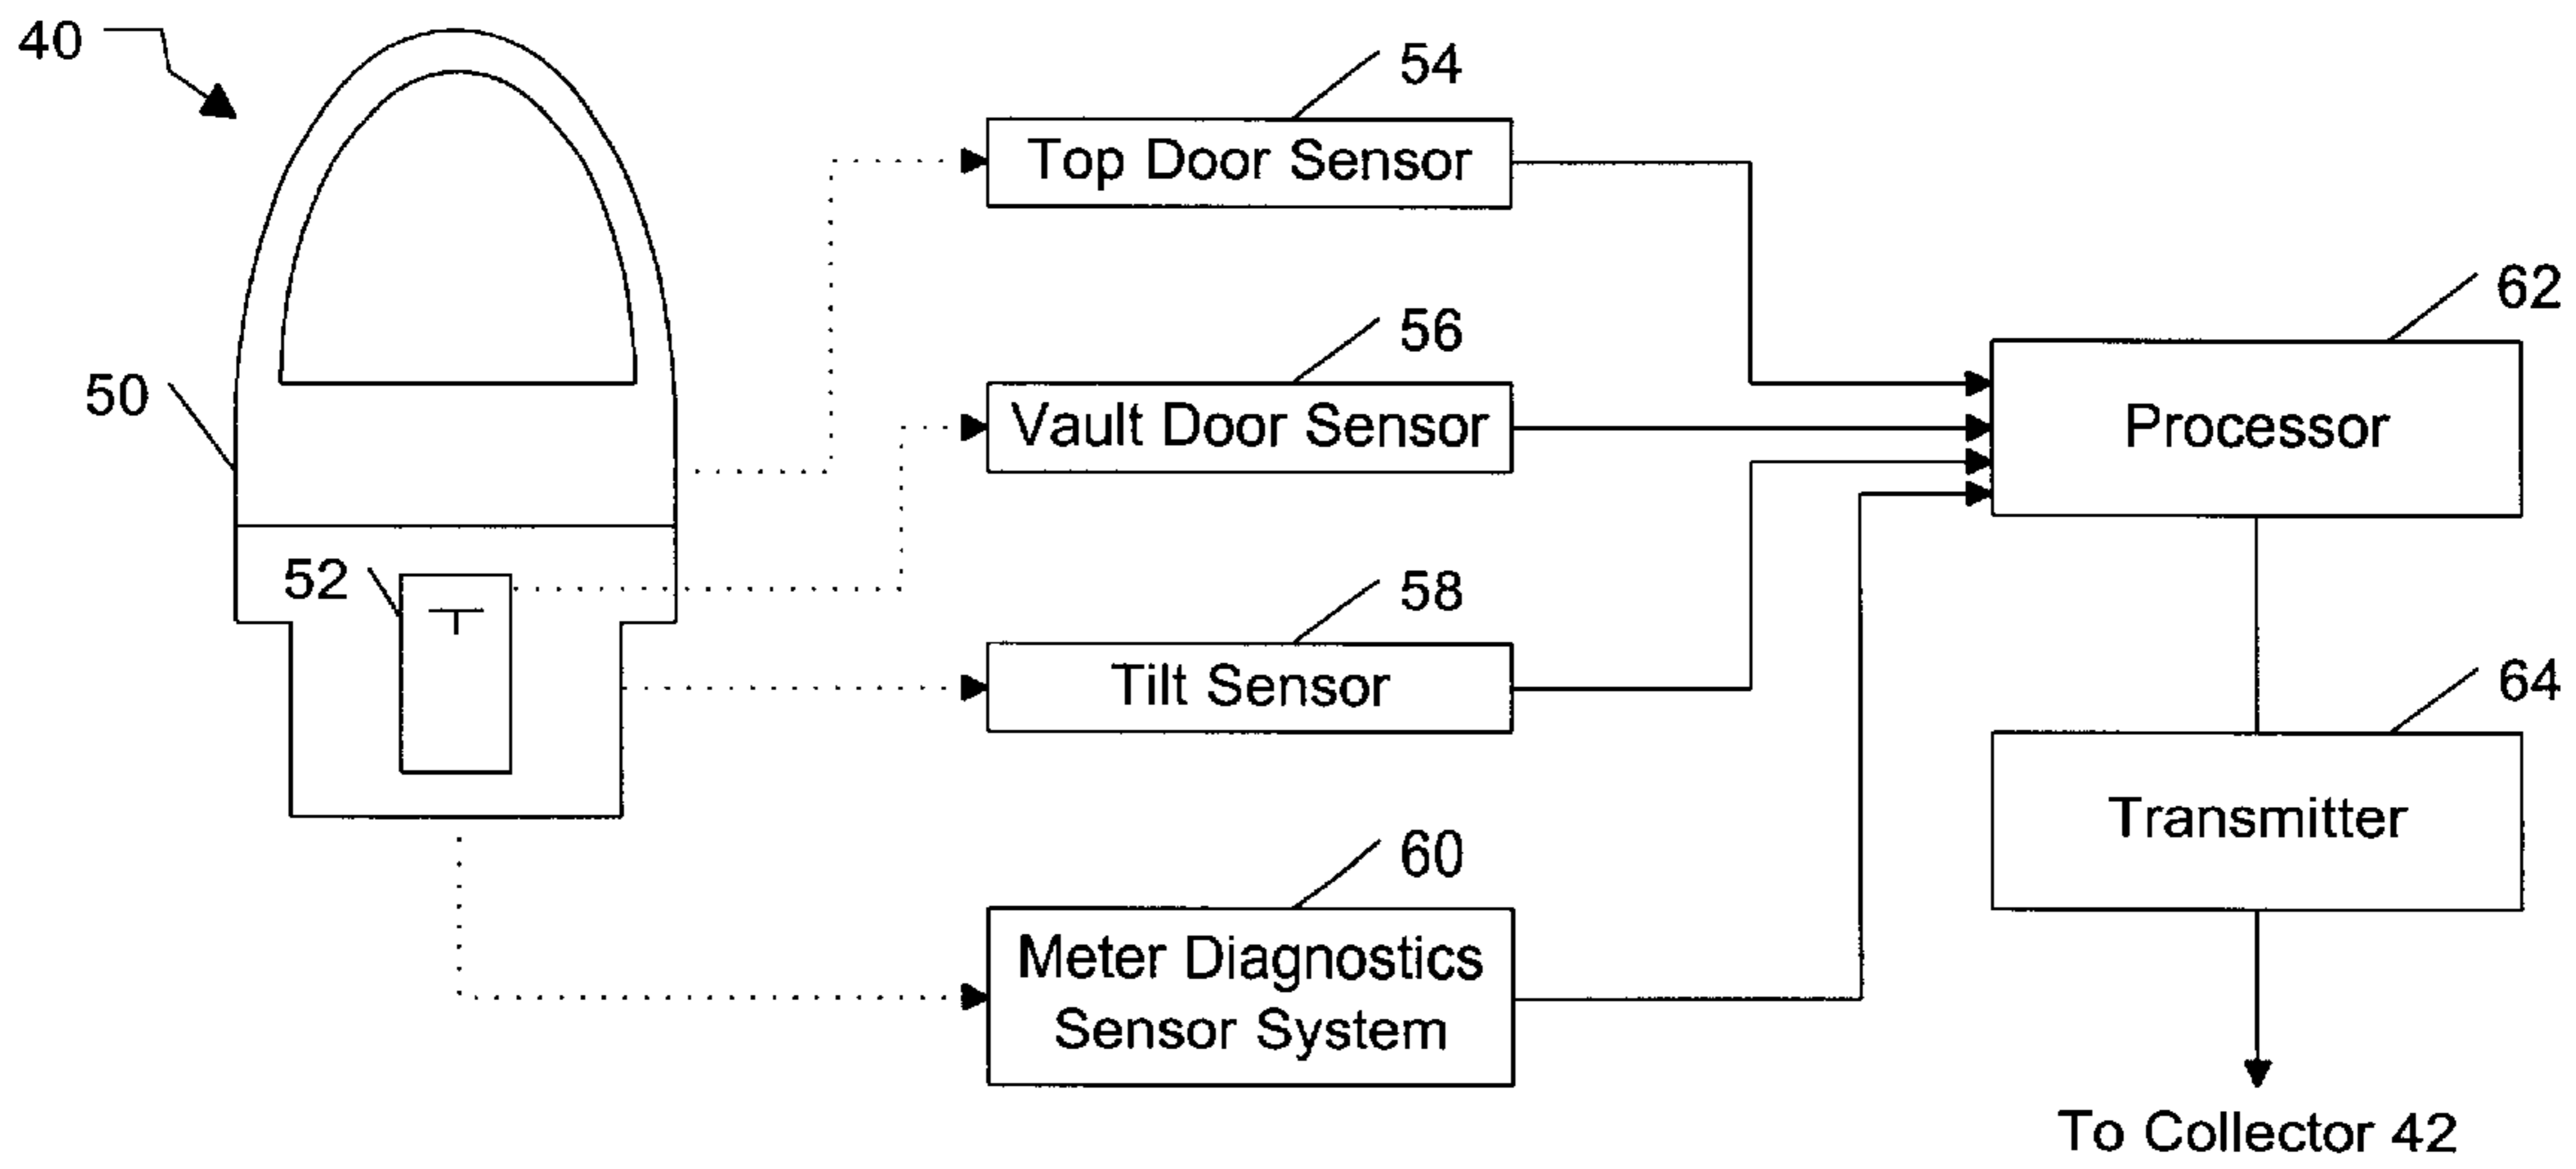 40
54
Top Door Sensor
62
56
50
Vault Door Sensor
Processor
52
58
Tilt Sensor
64
Transmitter
60
Meter Diagnostics
Sensor System
To Collector 42